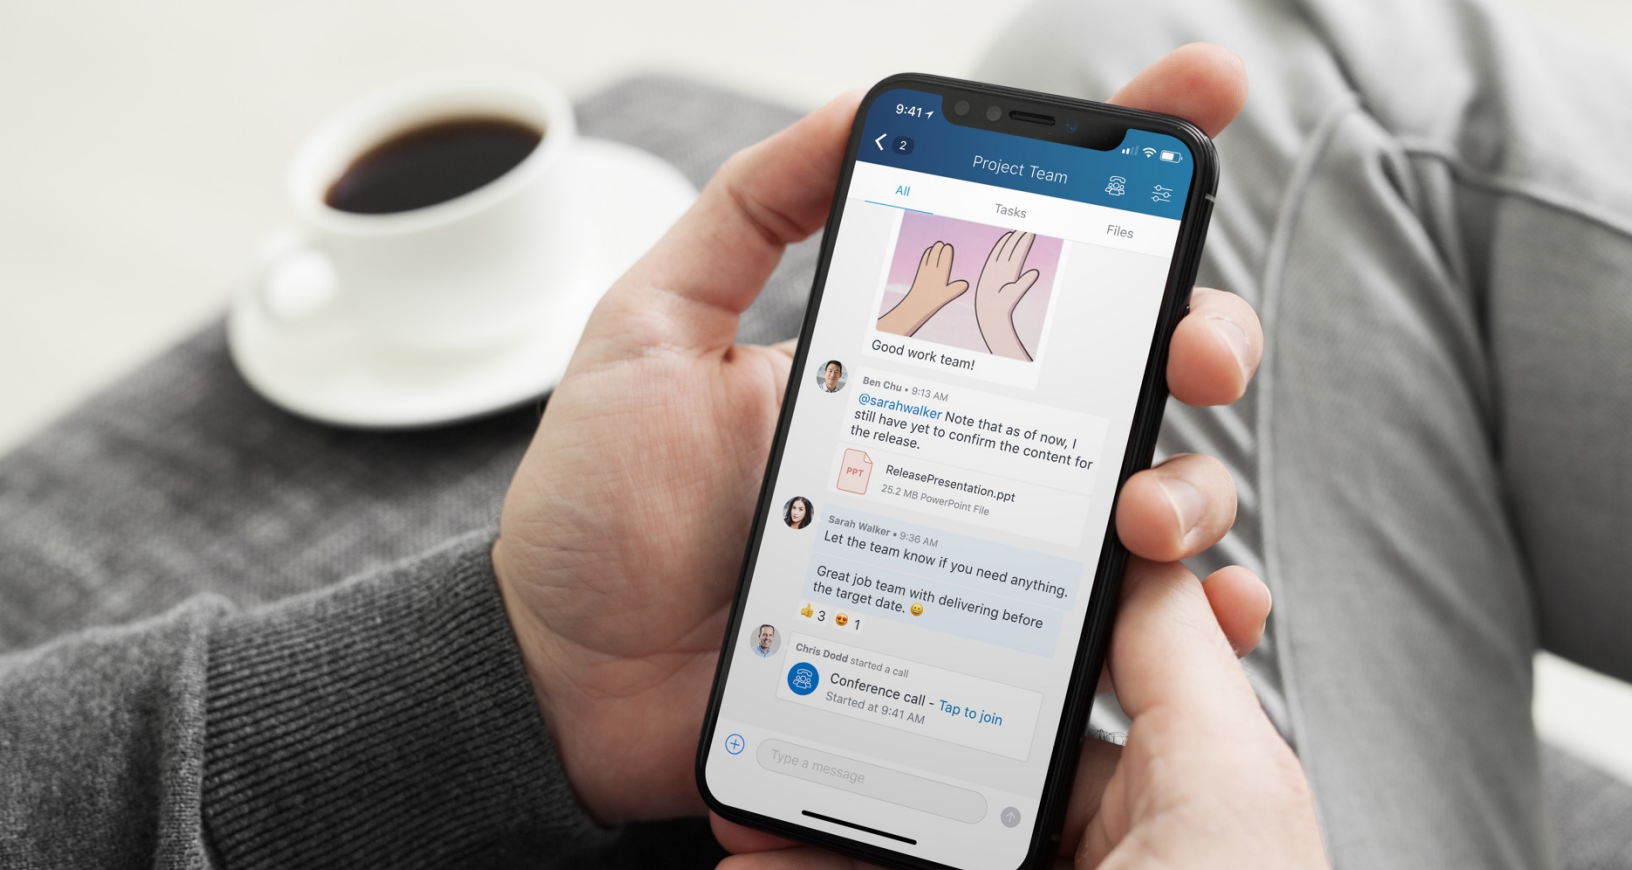 9:41
2
Project Team
All
Tasks
Files
Good work team!
Ben Chu • 9:13 AM
@sarahwalker Note that as of now, I
still have yet to confirm the content for
the release.
PPT
ReleasePresentation.ppt
25.2 MB PowerPoint File
Sarah Walker • 9:36 AM
Let the team know if you need anything.
Great job team with delivering before
the target date. 😀
👍 3 😍 1
Chris Dodd started a call
Conference call - Tap to join
Started at 9:41 AM
Type a message